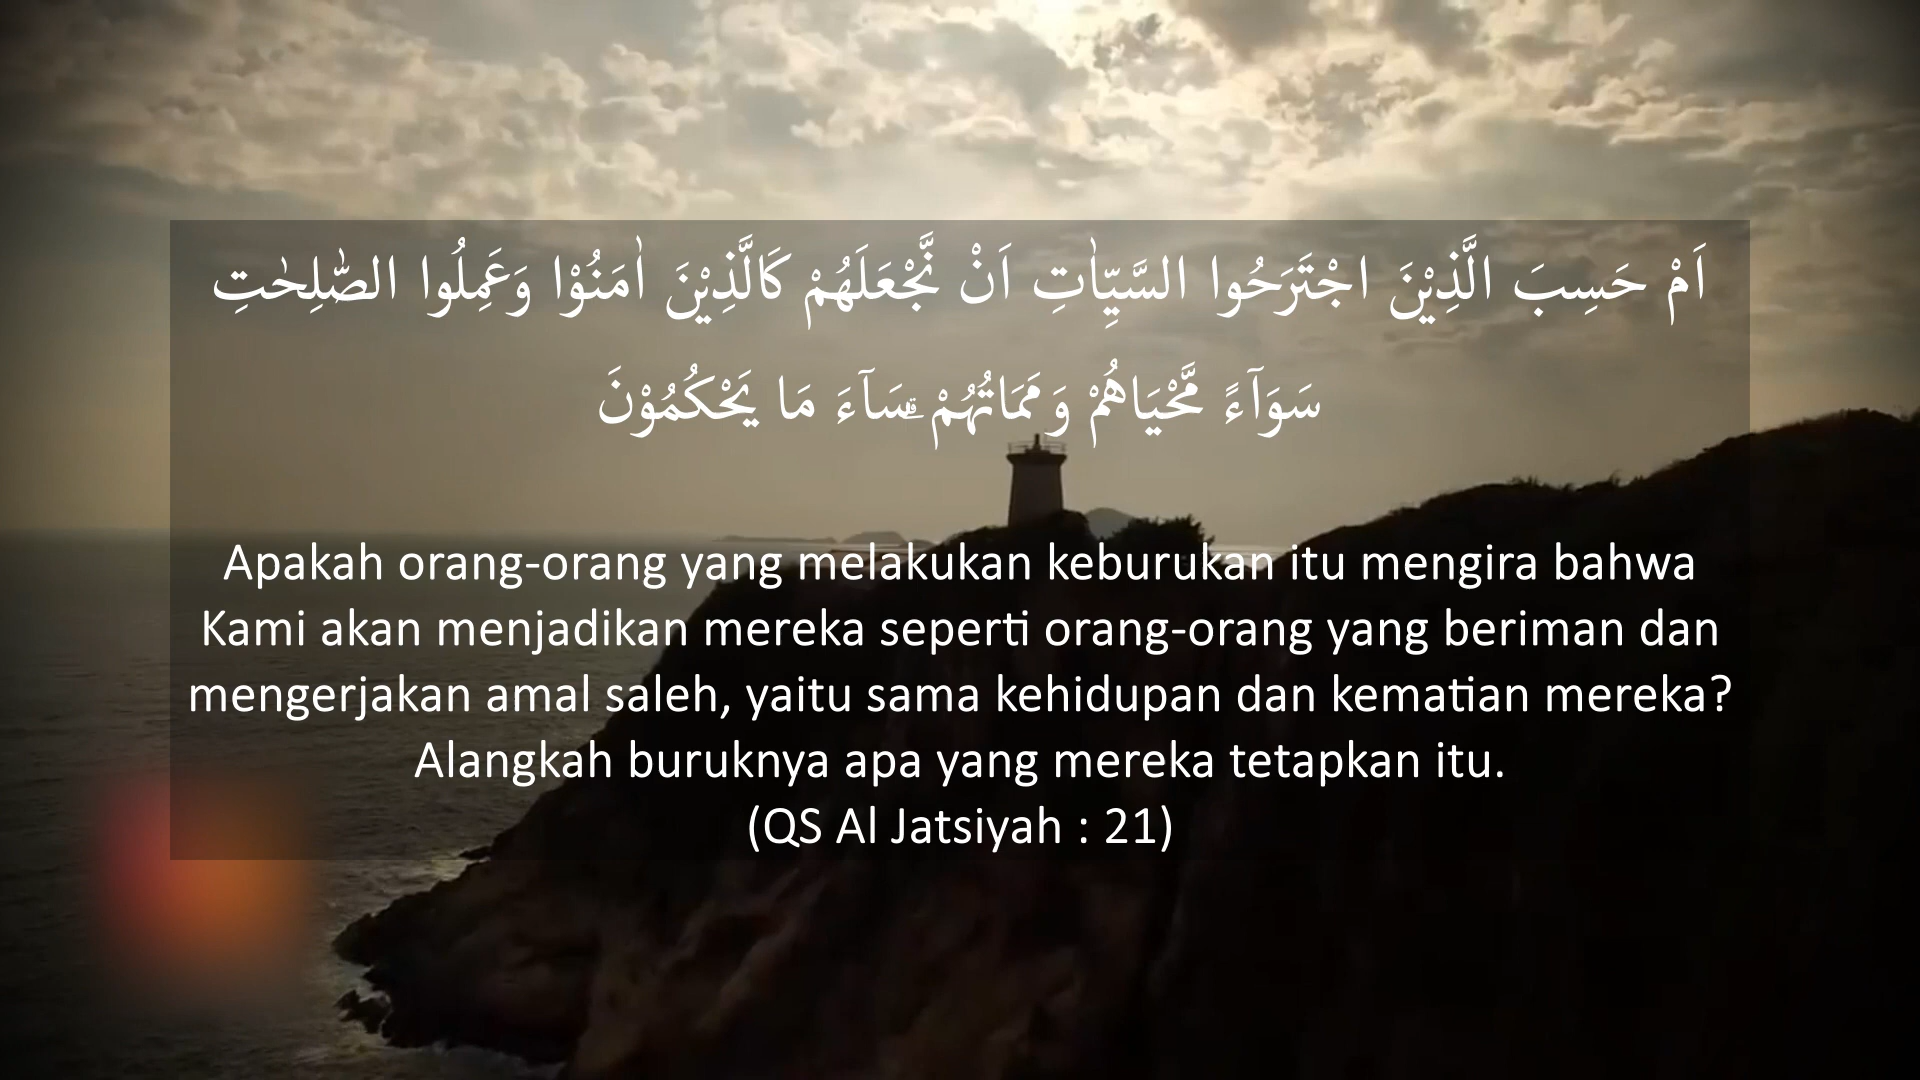 اَمْ حَسِبَ الَّذِيْنَ اجْتَرَحُوا السَّيِّاٰتِ اَنْ نَّجْعَلَهُمْ كَالَّذِيْنَ اٰمَنُوْا وَعَمِلُوا الصّٰلِحٰتِ
سَوَاۤءً مَّحْيَاهُمْ وَمَمَاتُهُمْ ۗسَاۤءَ مَا يَحْكُمُوْنَ
Apakah orang-orang yang melakukan keburukan itu mengira bahwa
Kami akan menjadikan mereka seperti orang-orang yang beriman dan
mengerjakan amal saleh, yaitu sama kehidupan dan kematian mereka?
Alangkah buruknya apa yang mereka tetapkan itu.
(QS Al Jatsiyah : 21)